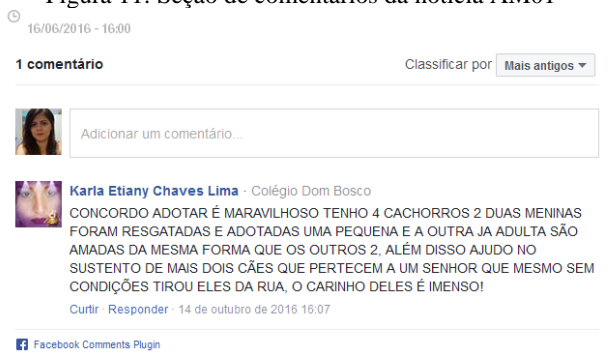 Figura 11: Seção de comentários da notícia AM01
16/06/2016 - 16:00
1 comentário
Classificar por Mais antigos
Adicionar um comentário...
Karla Etiany Chaves Lima · Colégio Dom Bosco
CONCORDO ADOTAR É MARAVILHOSO TENHO 4 CACHORROS 2 DUAS MENINAS
FORAM RESGATADAS E ADOTADAS UMA PEQUENA E A OUTRA JA ADULTA SÃO
AMADAS DA MESMA FORMA QUE OS OUTROS 2, ALÉM DISSO AJUDO NO
SUSTENTO DE MAIS DOIS CÃES QUE PERTECEM A UM SENHOR QUE MESMO SEM
CONDIÇÕES TIROU ELES DA RUA, O CARINHO DELES É IMENSO!
Curtir · Responder · 14 de outubro de 2016 16:07
Facebook Comments Plugin